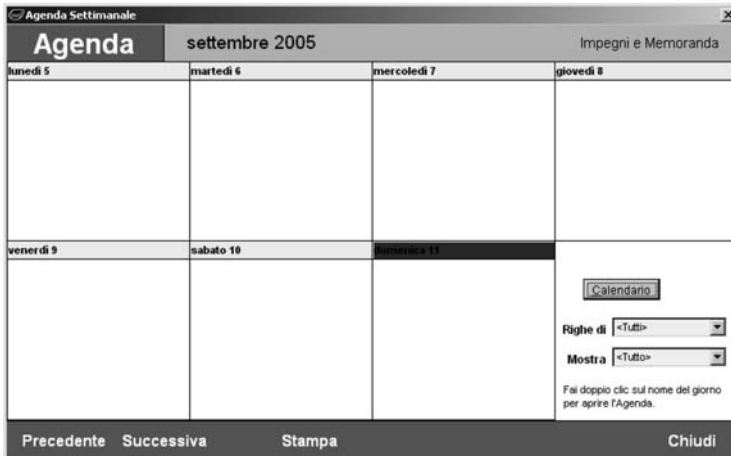 Agenda Settimanale
Agenda settembre 2005 Impegni e Memoranda
lunedì 5 martedì 6 mercoledì 7 giovedì 8
venerdì 9 sabato 10 domenica 11
Calendario
Righe di <Tutti>
Mostra <Tutto>
Fai doppio clic sul nome del giorno
per aprire l'Agenda.
Precedente Successiva Stampa Chiudi